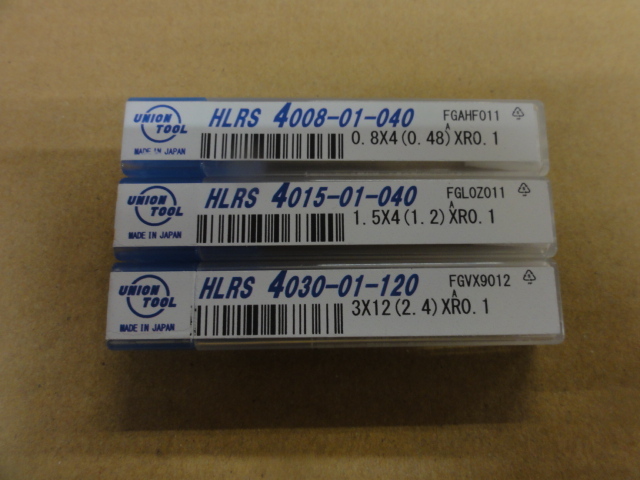 UNION TOOL
MADE IN JAPAN
HLRS 4008-01-040
FGAHF011
0.8X4(0.48)XR0.1
UNION TOOL
MADE IN JAPAN
HLRS 4015-01-040
FGLOZ011
1.5X4(1.2)XR0.1
UNION TOOL
MADE IN JAPAN
HLRS 4030-01-120
FGVX9012
3X12(2.4)XR0.1